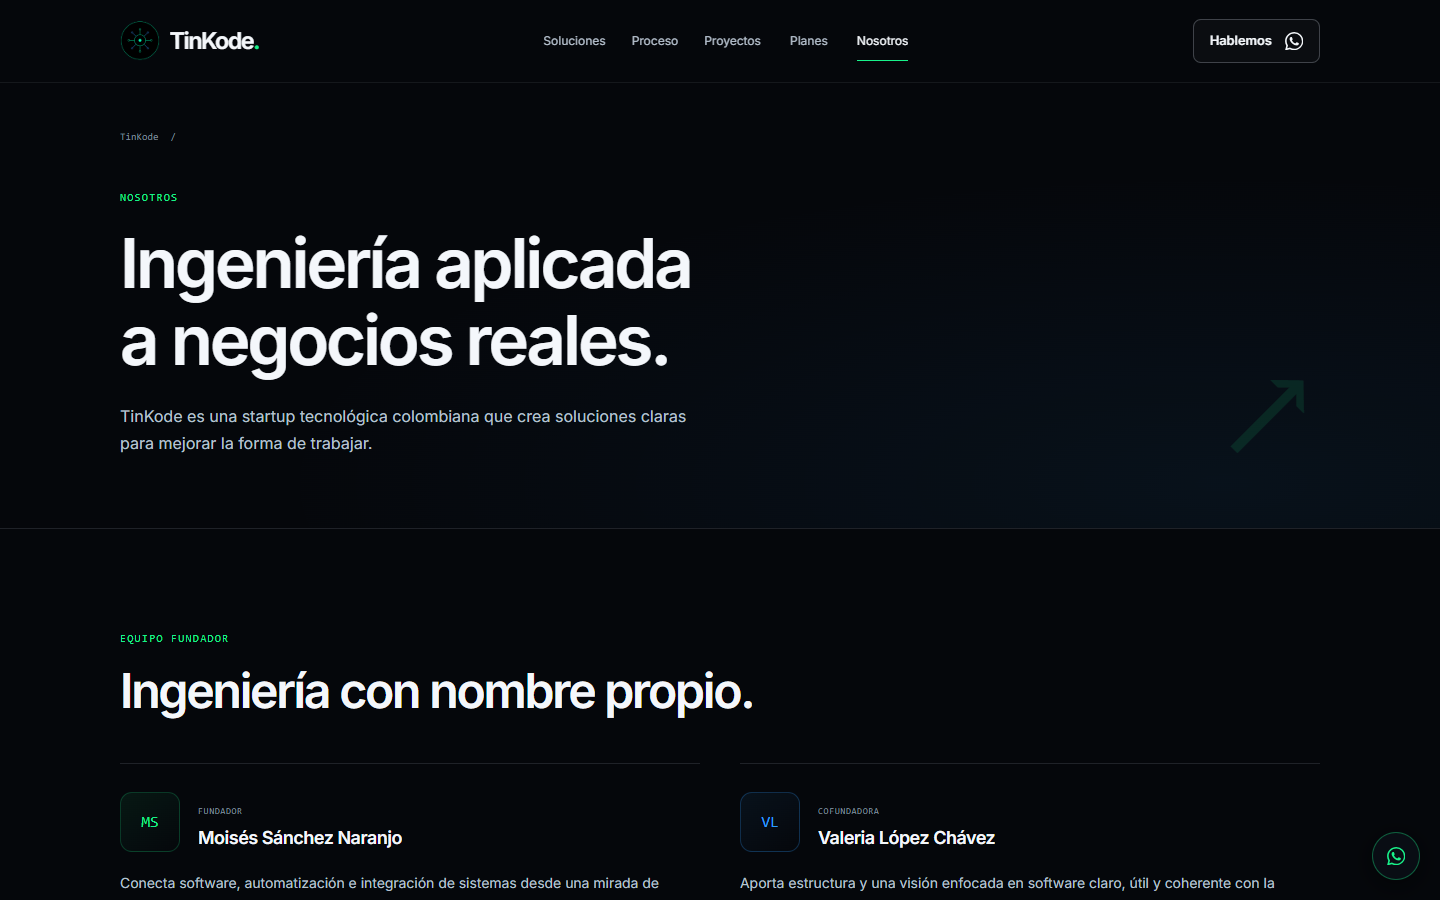 TinKode.
Soluciones
Proceso
Proyectos
Planes
Nosotros
Hablemos
TinKode /
NOSOTROS
Ingeniería aplicada
a negocios reales.
TinKode es una startup tecnológica colombiana que crea soluciones claras
para mejorar la forma de trabajar.
EQUIPO FUNDADOR
Ingeniería con nombre propio.
MS
FUNDADOR
Moisés Sánchez Naranjo
Conecta software, automatización e integración de sistemas desde una mirada de
VL
COFUNDADORA
Valeria López Chávez
Aporta estructura y una visión enfocada en software claro, útil y coherente con la